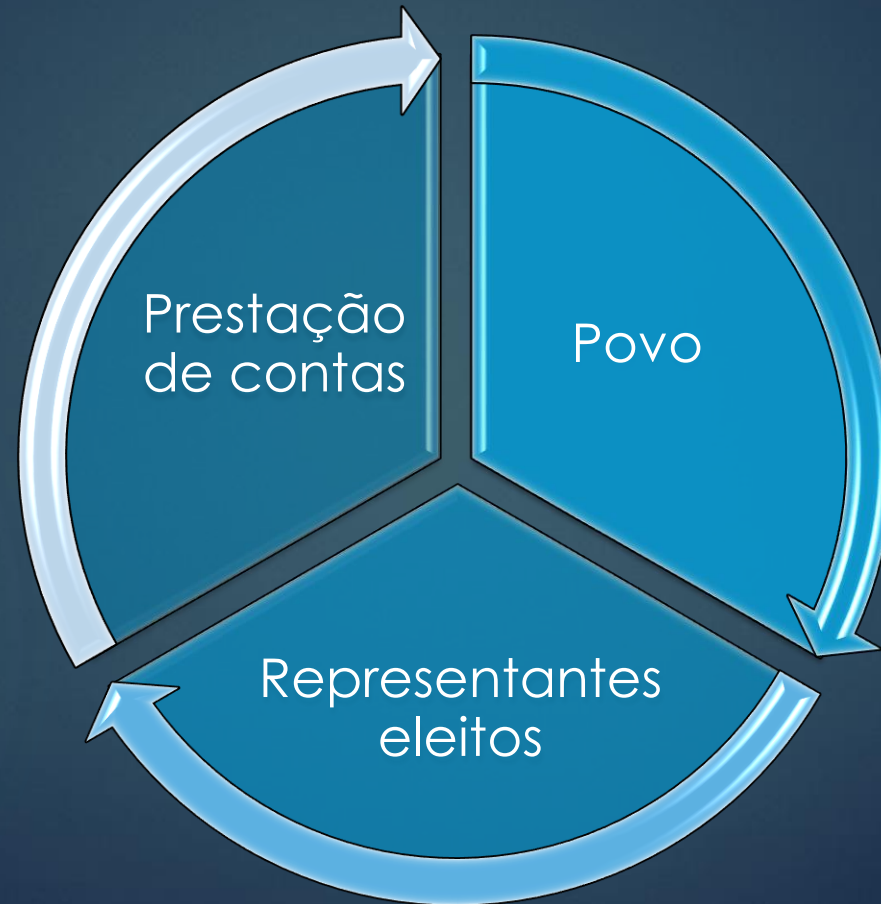 Prestação
de contas
Povo
Representantes
eleitos